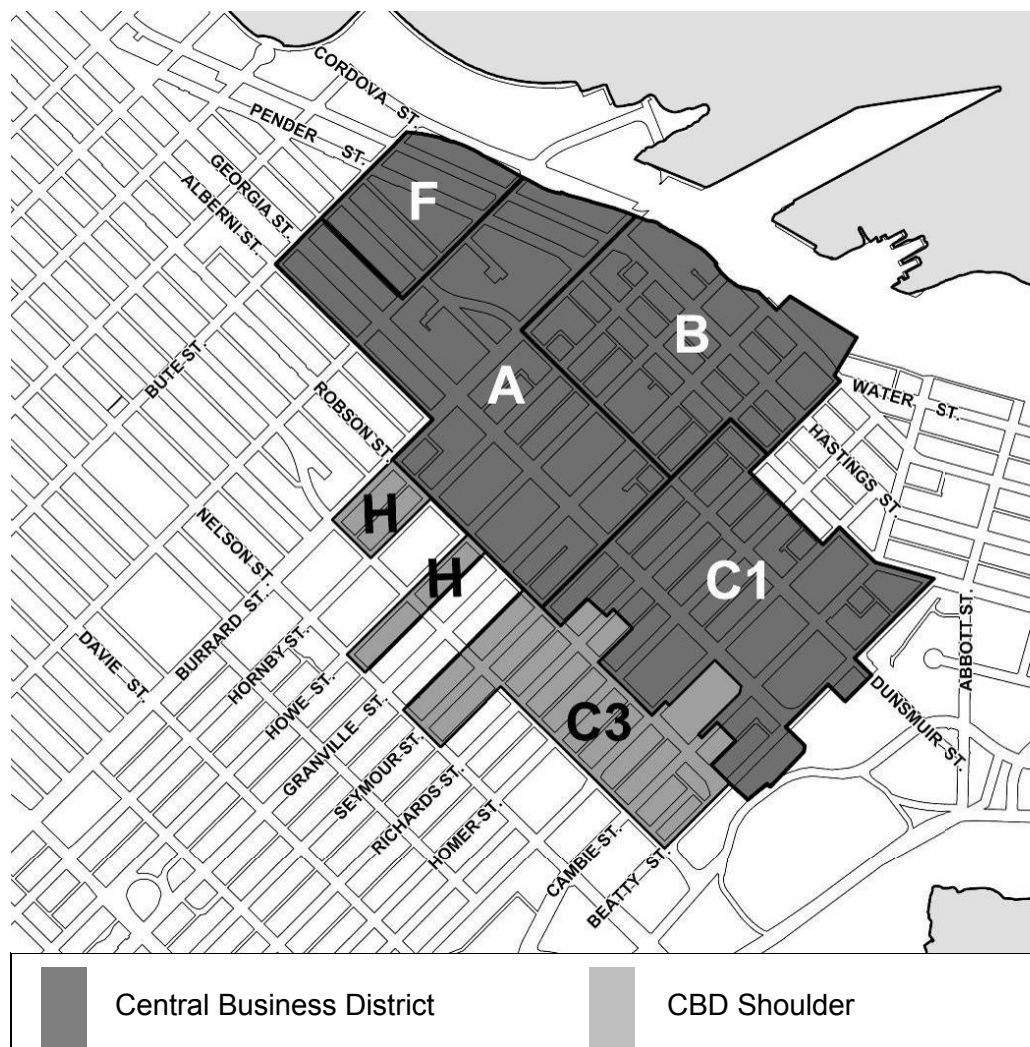 CORDOVA ST.
PENDER ST.
GEORGIA ST.
ALBERNI ST.
F
B
A
BUTE ST.
ROBSON ST.
WATER ST.
HASTINGS ST.
H
H
C1
NELSON ST.
BURRARD ST.
DAVIE ST.
HORNBY ST.
HOWE ST.
GRANVILLE ST.
SEYMOUR ST.
RICHARDS ST.
HOMER ST.
C3
ABBOTT ST.
DUNSMUIR ST.
CAMBIE ST.
BEATTY ST.
Central Business District
CBD Shoulder